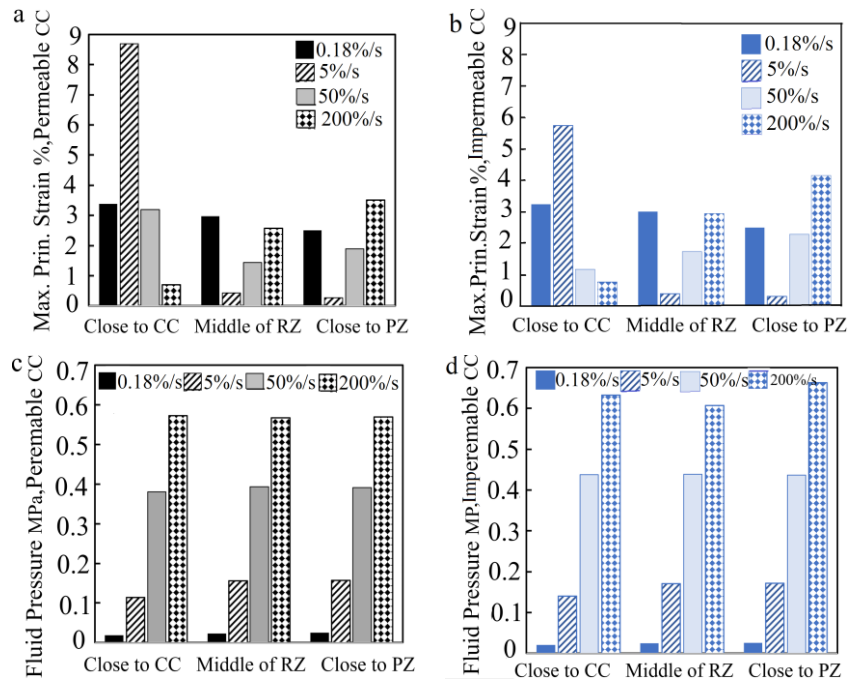 a
Max. Prin. Strain %,Permeable CC
9
8
7
6
5
4
3
2
1
0
0.18%/s
5%/s
50%/s
200%/s
Close to CC Middle of RZ Close to PZ
b
Max.Prin.Strain%,Impermeable CC
9
8
7
6
5
4
3
2
1
0
0.18%/s
5%/s
50%/s
200%/s
Close to CC Middle of RZ Close to PZ
c
Fluid Pressure MPa,Peremable CC
0.7
0.6
0.5
0.4
0.3
0.2
0.1
0
0.18%/s 5%/s 50%/s 200%/s
Close to CC Middle of RZ Close to PZ
d
Fluid Pressure MP,Imperemable CC
0.7
0.6
0.5
0.4
0.3
0.2
0.1
0
0.18%/s 5%/s 50%/s 200%/s
Close to CC Middle of RZ Close to PZ